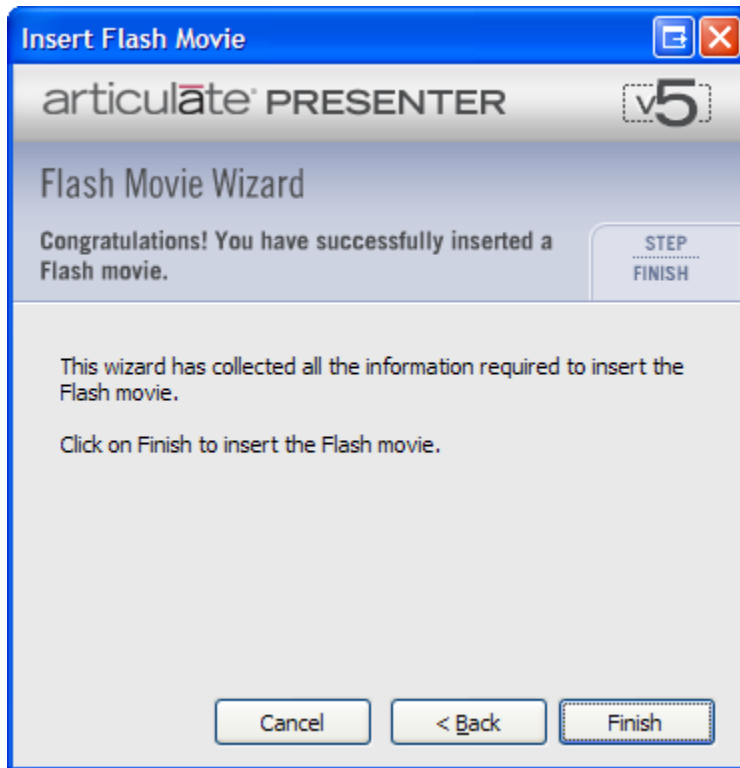 Insert Flash Movie
articulāte® PRESENTER v5
Flash Movie Wizard
Congratulations! You have successfully inserted a
Flash movie.
STEP
FINISH
This wizard has collected all the information required to insert the
Flash movie.
Click on Finish to insert the Flash movie.
Cancel < Back Finish